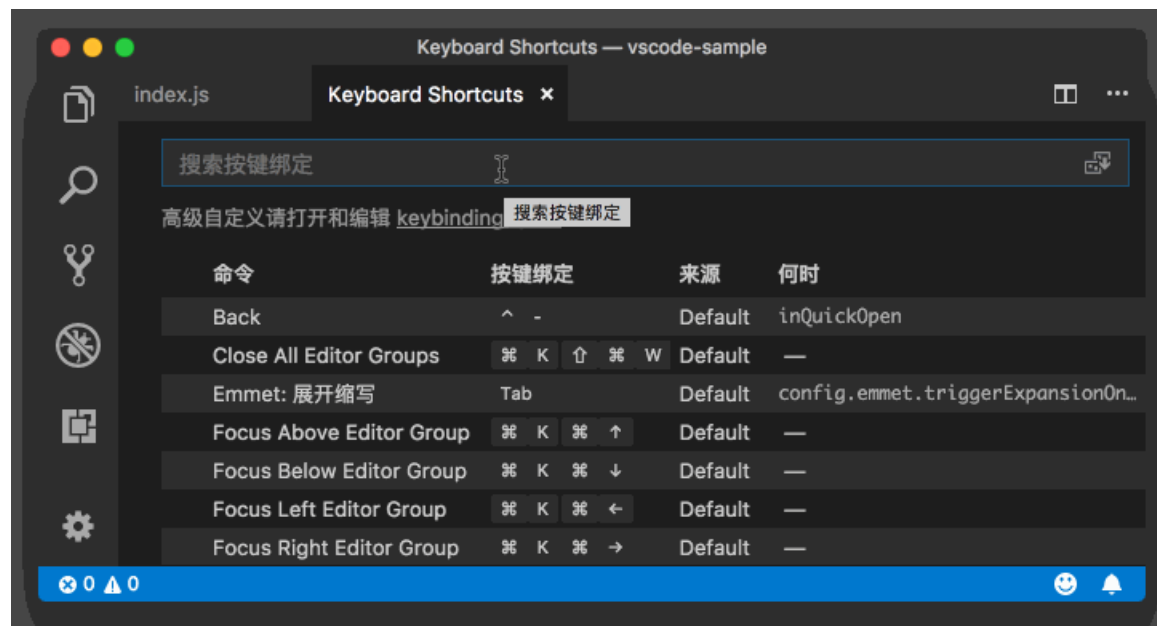 Keyboard Shortcuts — vscode-sample
index.js Keyboard Shortcuts ×
搜索按键绑定
高级自定义请打开和编辑 keybinding
搜索按键绑定
命令 按键绑定 来源 何时
Back ⌃ - Default inQuickOpen
Close All Editor Groups ⌘ K ⇧ ⌘ W Default —
Emmet: 展开缩写 Tab Default config.emmet.triggerExpansionOn…
Focus Above Editor Group ⌘ K ⌘ ↑ Default —
Focus Below Editor Group ⌘ K ⌘ ↓ Default —
Focus Left Editor Group ⌘ K ⌘ ← Default —
Focus Right Editor Group ⌘ K ⌘ → Default —
0 0